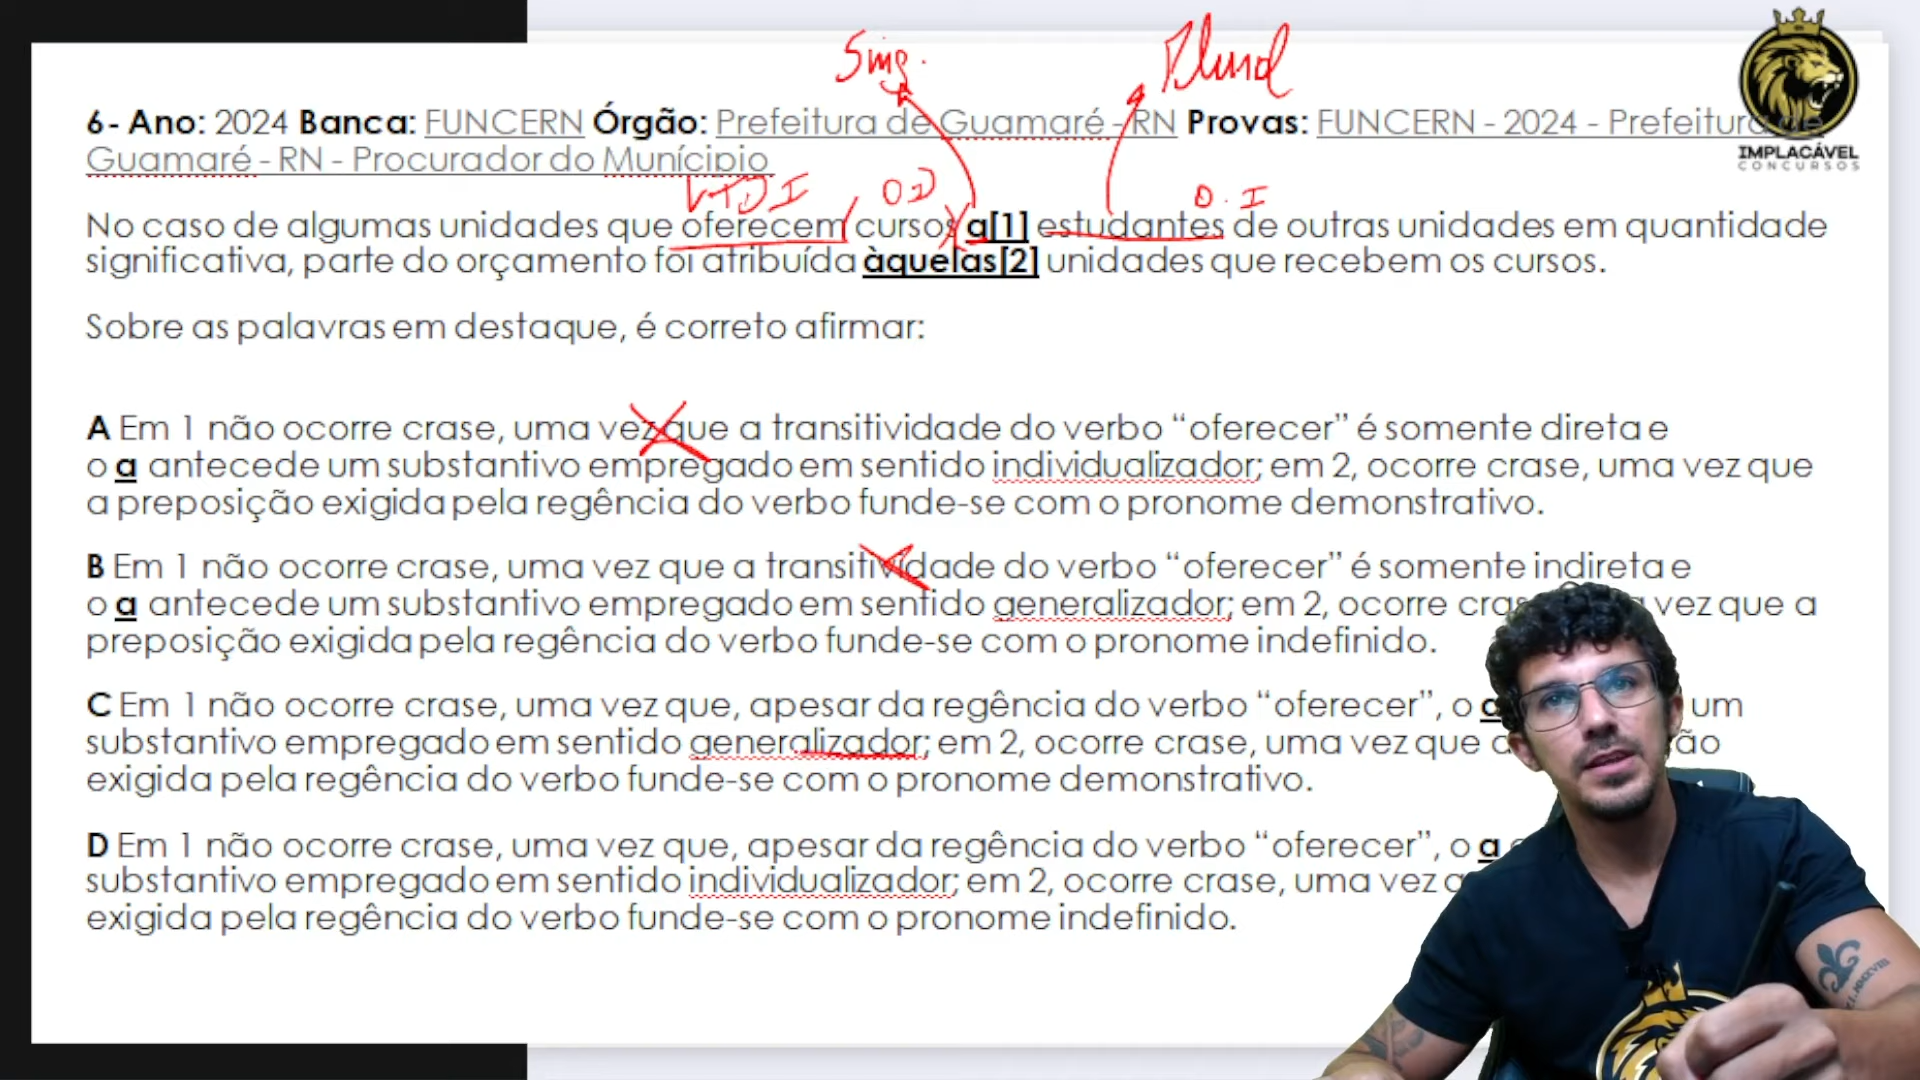 Sing. Plural
6- Ano: 2024 Banca: FUNCERN Órgão: Prefeitura de Guamaré - RN Provas: FUNCERN - 2024 - Prefeitura de
Guamaré - RN - Procurador do Munícipio
IMPLACÁVEL
CONCURSOS
VTDI OD O.I
No caso de algumas unidades que oferecem cursos a[1] estudantes de outras unidades em quantidade
significativa, parte do orçamento foi atribuída àquelas[2] unidades que recebem os cursos.
Sobre as palavras em destaque, é correto afirmar:
A Em 1 não ocorre crase, uma vez que a transitividade do verbo “oferecer” é somente direta e
o a antecede um substantivo empregado em sentido individualizador; em 2, ocorre crase, uma vez que
a preposição exigida pela regência do verbo funde-se com o pronome demonstrativo.
B Em 1 não ocorre crase, uma vez que a transitividade do verbo “oferecer” é somente indireta e
o a antecede um substantivo empregado em sentido generalizador; em 2, ocorre vez que a
preposição exigida pela regência do verbo funde-se com o pronome indefinido.
C Em 1 não ocorre crase, uma vez que, apesar da regência do verbo “oferecer”, o a um
substantivo empregado em sentido generalizador; em 2, ocorre crase, uma vez que
exigida pela regência do verbo funde-se com o pronome demonstrativo.
D Em 1 não ocorre crase, uma vez que, apesar da regência do verbo “oferecer”, o a
substantivo empregado em sentido individualizador; em 2, ocorre crase, uma vez
exigida pela regência do verbo funde-se com o pronome indefinido.